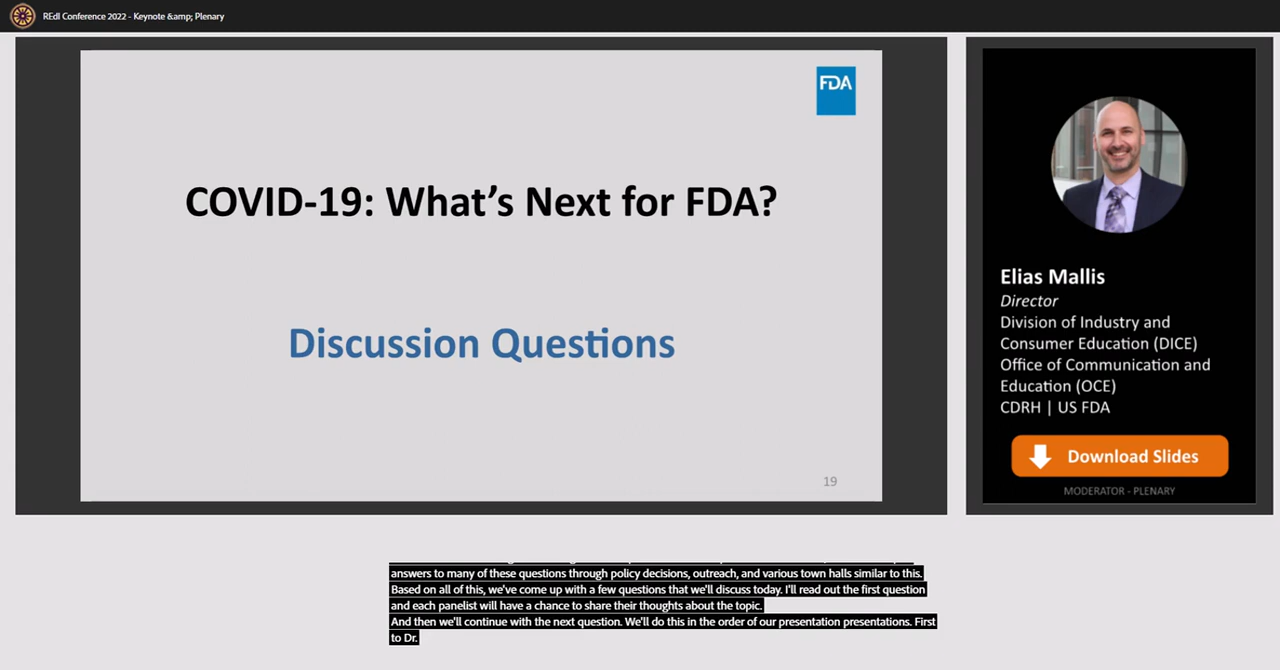 REdI Conference 2022 - Keynote &amp; Plenary
FDA
COVID-19: What's Next for FDA?
Discussion Questions
19
Elias Mallis
Director
Division of Industry and
Consumer Education (DICE)
Office of Communication and
Education (OCE)
CDRH | US FDA
Download Slides
MODERATOR - PLENARY
answers to many of these questions through policy decisions, outreach, and various town halls similar to this.
Based on all of this, we've come up with a few questions that we'll discuss today. I'll read out the first question
and each panelist will have a chance to share their thoughts about the topic.
And then we'll continue with the next question. We'll do this in the order of our presentation presentations. First
to Dr.